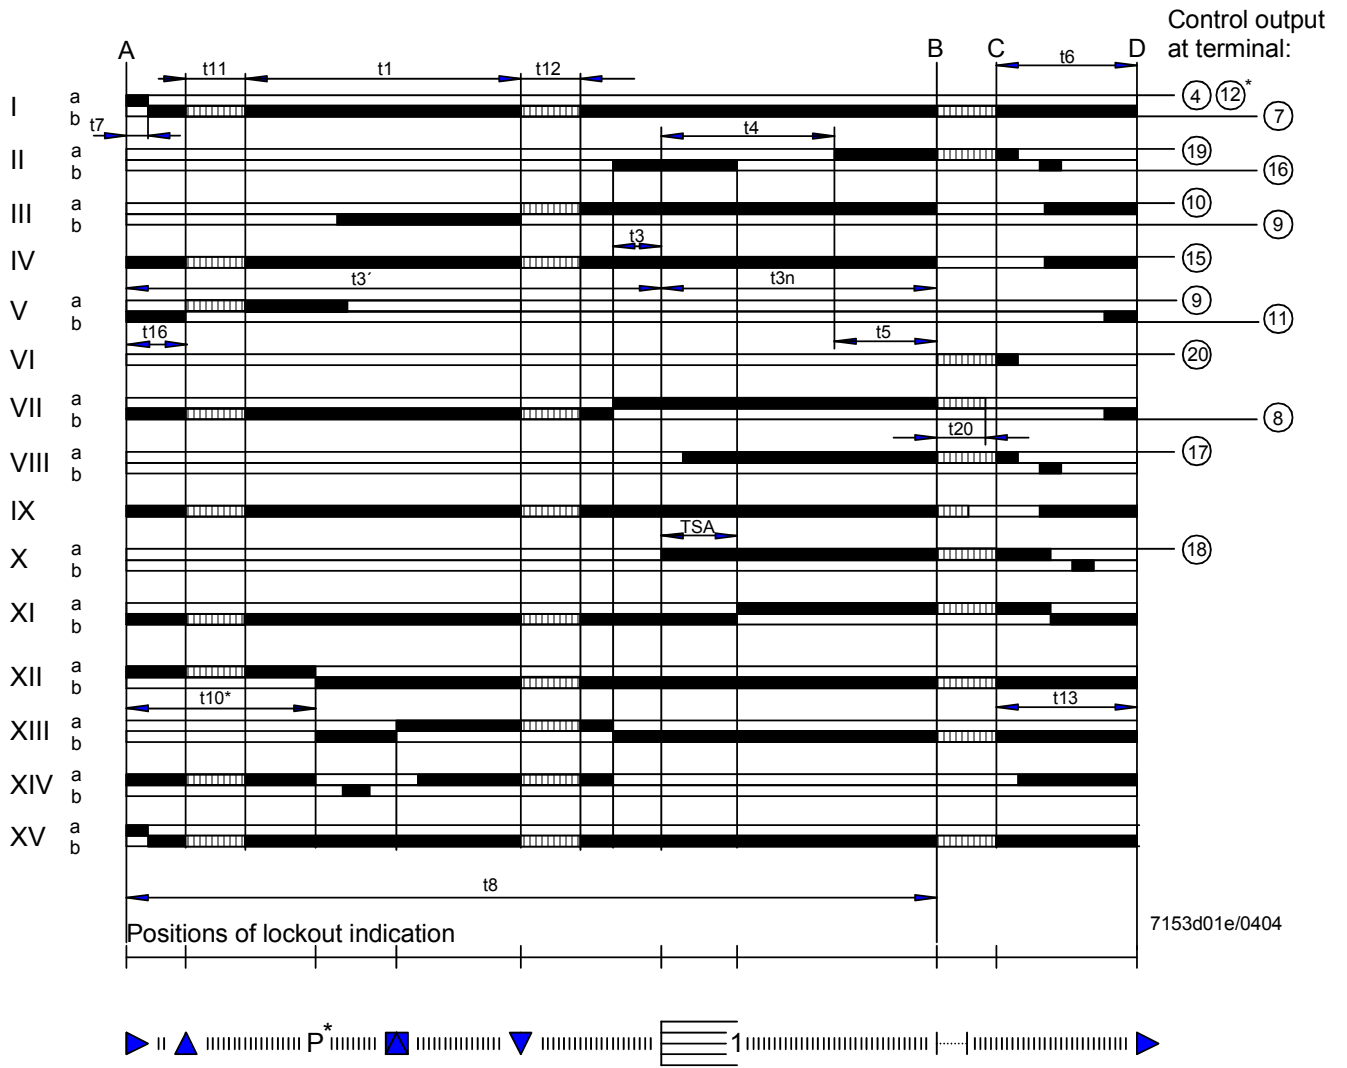 Control output
at terminal:
A
B
C
D
t11
t1
t12
t6
I
a
b
4
12*
7
t7
t4
II
a
b
19
16
III
a
b
10
9
t3
IV
15
t3´
t3n
V
a
b
9
11
t16
t5
VI
20
VII
a
b
8
t20
VIII
a
b
17
IX
TSA
X
a
b
18
XI
a
b
XII
a
b
t10*
t13
XIII
a
b
XIV
a
b
XV
a
b
t8
Positions of lockout indication
7153d01e/0404
P*
1